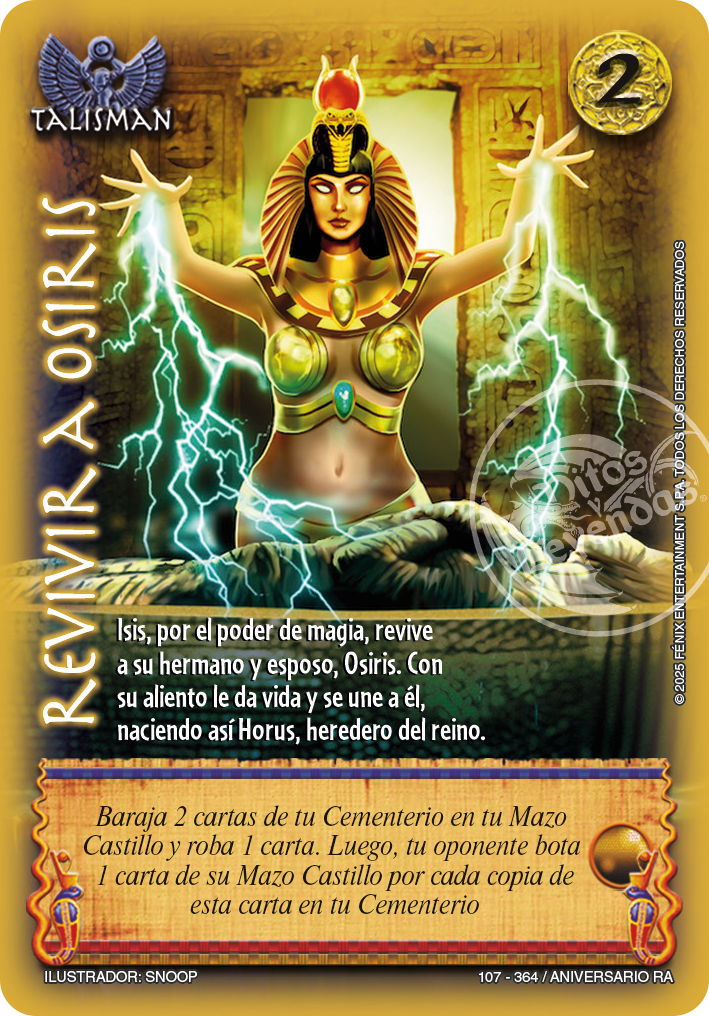 TALISMAN
2
REVIVIR A OSIRIS
Isis, por el poder de magia, revive
a su hermano y esposo, Osiris. Con
su aliento le da vida y se une a él,
naciendo así Horus, heredero del reino.
Baraja 2 cartas de tu Cementerio en tu Mazo
Castillo y roba 1 carta. Luego, tu oponente bota
1 carta de su Mazo Castillo por cada copia de
esta carta en tu Cementerio
ILUSTRADOR: SNOOP
107 - 364 / ANIVERSARIO RA
© 2025 FÉNIX ENTERTAINMENT S.P.A. TODOS LOS DERECHOS RESERVADOS
Mitos
y
Leyendas